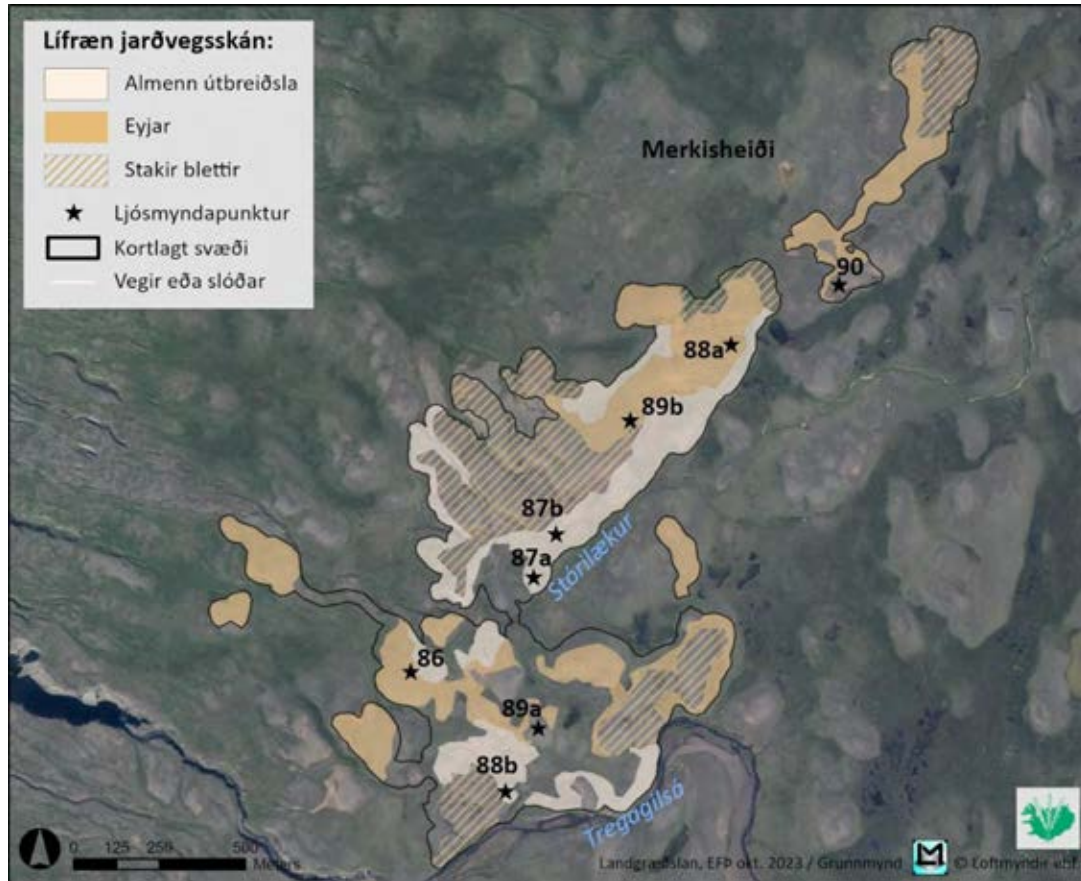 Lífræn jarðvegsskán:
Almenn útbreiðsla
Eyjar
Stakir blettir
Ljósmyndapunktur
Kortlagt svæði
Vegir eða slóðar
Merkisheiði
90
88a
89b
87b
87a
Stórilækur
86
89a
88b
Tregagilsá
0 125 250 500
Meters
Landgræðslan, EFÞ okt. 2023 / Grunnmynd © Loftmyndir ehf.